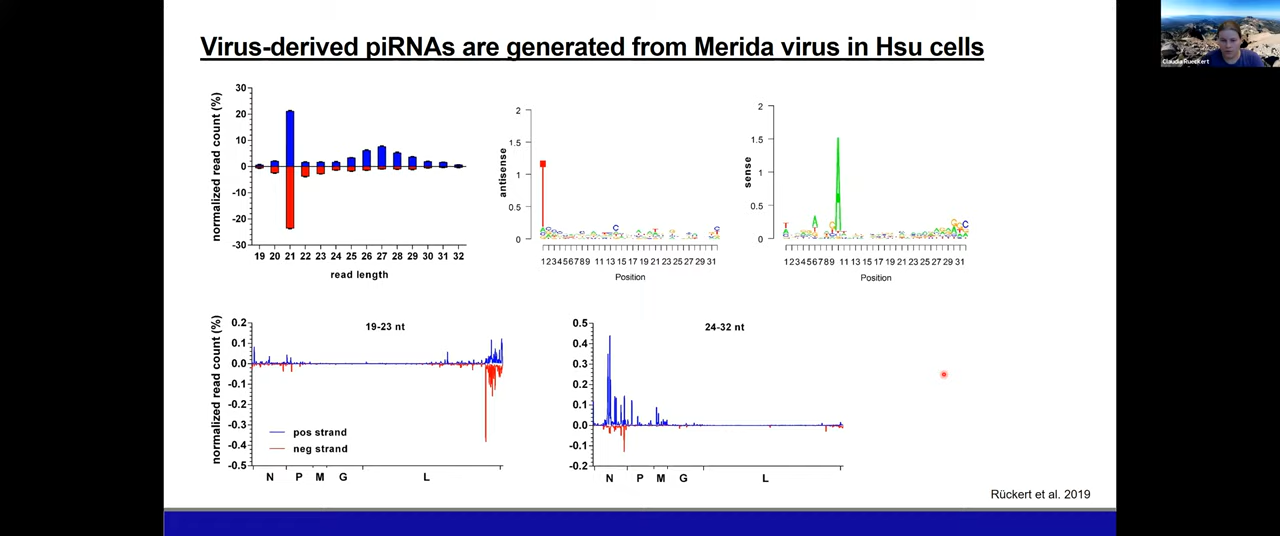 Virus-derived piRNAs are generated from Merida virus in Hsu cells
Claudia Rueckert
normalized read count (%)
30
20
10
0
-10
-20
-30
19 20 21 22 23 24 25 26 27 28 29 30 31 32
read length
antisense
2
1.5
1
0.5
0
1 2 3 4 5 6 7 8 9 11 13 15 17 19 21 23 25 27 29 31
Position
sense
2
1.5
1
0.5
0
A
A
C
1 2 3 4 5 6 7 8 9 11 13 15 17 19 21 23 25 27 29 31
Position
normalized read count (%)
19-23 nt
0.2
0.1
0.0
-0.1
-0.2
-0.3
-0.4
-0.5
pos strand
neg strand
N P M G L
24-32 nt
0.5
0.4
0.3
0.2
0.1
0.0
-0.1
-0.2
N P M G L
Rückert et al. 2019